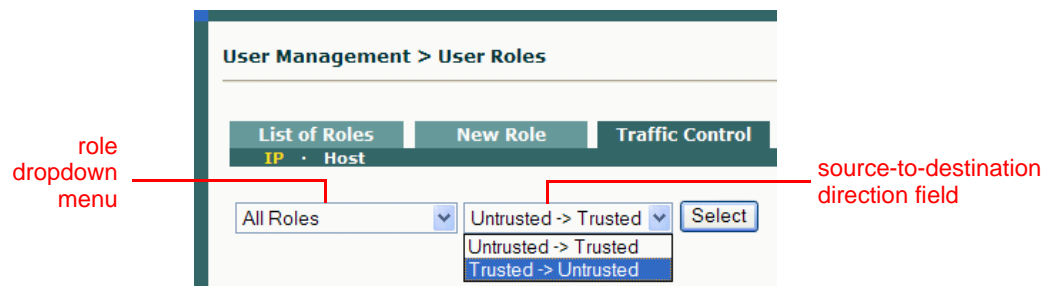 User Management > User Roles
List of Roles New Role Traffic Control
IP · Host
role
dropdown
menu
source-to-destination
direction field
All Roles Untrusted -> Trusted Select
Untrusted -> Trusted
Trusted -> Untrusted